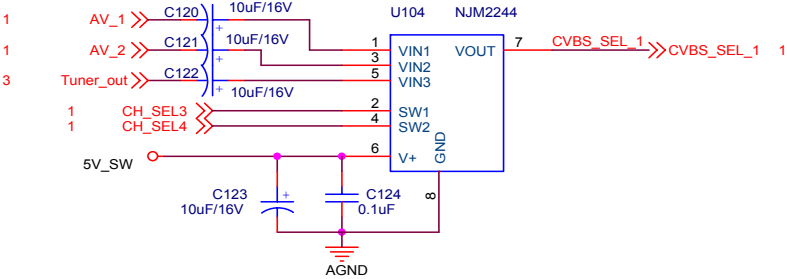 1 AV_1 C120 10uF/16V U104 NJM2244
1 AV_2 C121 10uF/16V 1 VIN1 VOUT 7 CVBS_SEL_1 CVBS_SEL_1 1
3 VIN2
3 Tuner_out C122 10uF/16V 5 VIN3
1 CH_SEL3 2 SW1
1 CH_SEL4 4 SW2
5V_SW 6 V+ GND
8
C123 C124
10uF/16V 0.1uF
AGND